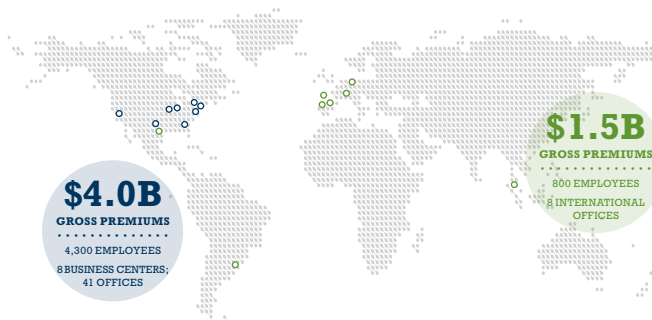 $4.0B
GROSS PREMIUMS
4,300 EMPLOYEES
8 BUSINESS CENTERS;
41 OFFICES
$1.5B
GROSS PREMIUMS
800 EMPLOYEES
8 INTERNATIONAL
OFFICES